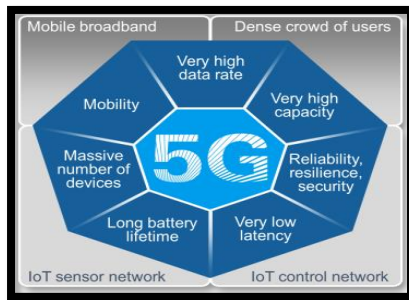 Mobile broadband
Dense crowd of users
Very high
data rate
Mobility
Very high
capacity
5G
Massive
number of
devices
Reliability,
resilience,
security
Long battery
lifetime
Very low
latency
IoT sensor network
IoT control network